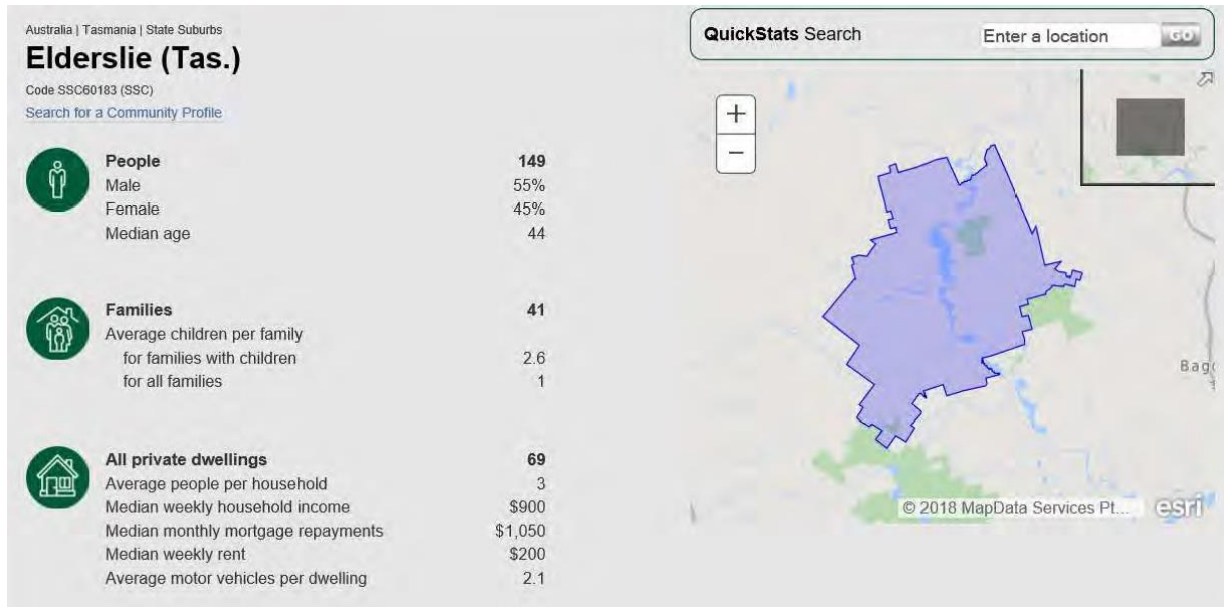 Australia | Tasmania | State Suburbs
Elderslie (Tas.)
Code SSC60183 (SSC)
Search for a Community Profile
People 149
Male 55%
Female 45%
Median age 44
Families 41
Average children per family
for families with children 2.6
for all families 1
All private dwellings 69
Average people per household 3
Median weekly household income $900
Median monthly mortgage repayments $1,050
Median weekly rent $200
Average motor vehicles per dwelling 2.1
QuickStats Search Enter a location GO
+
−
Bag
© 2018 MapData Services Pt...
esri